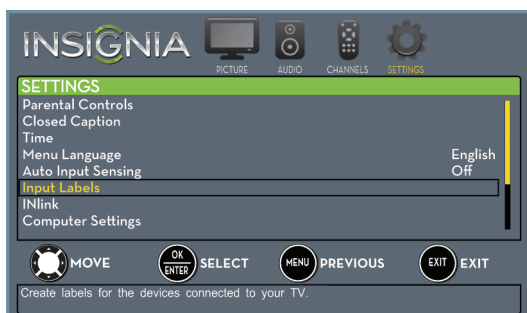 INSIGNIA
PICTURE AUDIO CHANNELS SETTINGS
SETTINGS
Parental Controls
Closed Caption
Time
Menu Language English
Auto Input Sensing Off
Input Labels
INlink
Computer Settings
MOVE OK ENTER SELECT MENU PREVIOUS EXIT EXIT
Create labels for the devices connected to your TV.